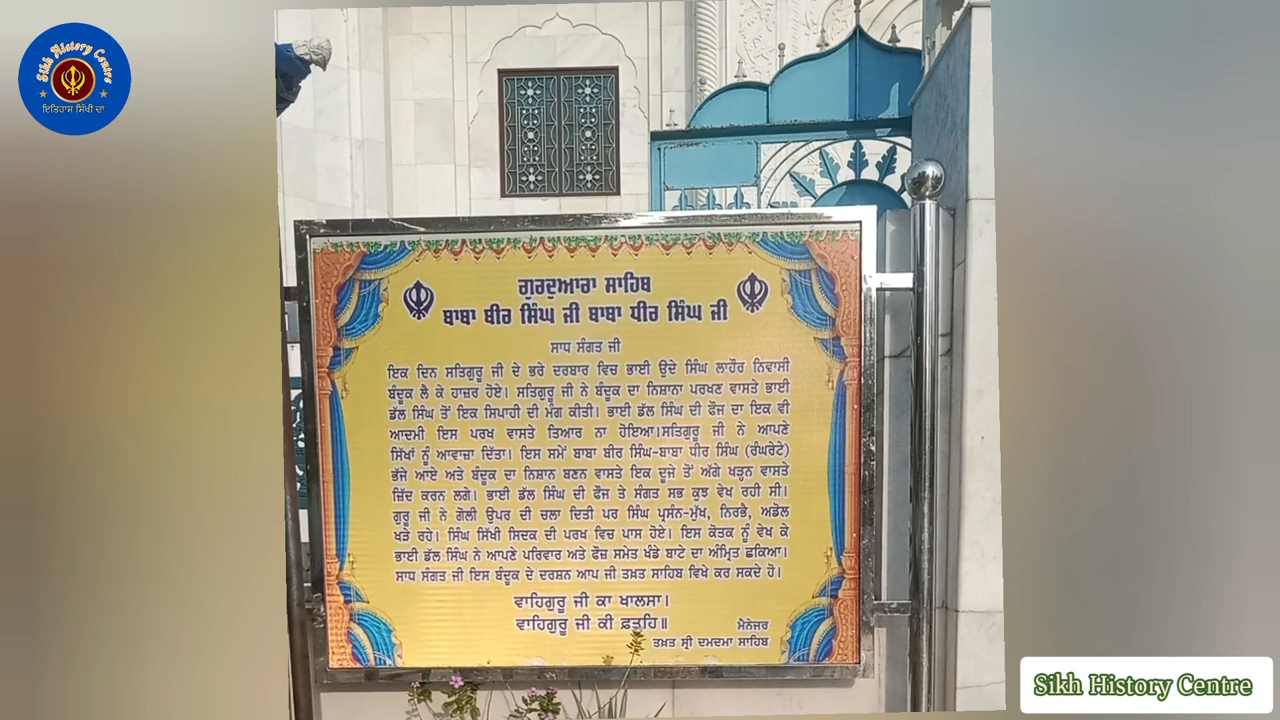 Sikh History Centre
ਇਤਿਹਾਸ ਸਿੱਖੀ ਦਾ
ਗੁਰਦੁਆਰਾ ਸਾਹਿਬ
ਬਾਬਾ ਬੀਰ ਸਿੰਘ ਜੀ ਬਾਬਾ ਧੀਰ ਸਿੰਘ ਜੀ
ਸਾਧ ਸੰਗਤ ਜੀ
ਇਕ ਦਿਨ ਸਤਿਗੁਰੂ ਜੀ ਦੇ ਭਰੇ ਦਰਬਾਰ ਵਿਚ ਭਾਈ ਉਦੇ ਸਿੰਘ ਲਾਹੌਰ ਨਿਵਾਸੀ
ਬੰਦੂਕ ਲੈ ਕੇ ਹਾਜ਼ਰ ਹੋਏ। ਸਤਿਗੁਰੂ ਜੀ ਨੇ ਬੰਦੂਕ ਦਾ ਨਿਸ਼ਾਨਾ ਪਰਖਣ ਵਾਸਤੇ ਭਾਈ
ਡੱਲ ਸਿੰਘ ਤੋਂ ਇਕ ਸਿਪਾਹੀ ਦੀ ਮੰਗ ਕੀਤੀ। ਭਾਈ ਡੱਲ ਸਿੰਘ ਦੀ ਫੌਜ ਦਾ ਇਕ ਵੀ
ਆਦਮੀ ਇਸ ਪਰਖ ਵਾਸਤੇ ਤਿਆਰ ਨਾ ਹੋਇਆ।ਸਤਿਗੁਰੂ ਜੀ ਨੇ ਆਪਣੇ
ਸਿੱਖਾਂ ਨੂੰ ਆਵਾਜ਼ਾ ਦਿੱਤਾ। ਇਸ ਸਮੇਂ ਬਾਬਾ ਬੀਰ ਸਿੰਘ-ਬਾਬਾ ਧੀਰ ਸਿੰਘ (ਰੰਘਰੇਟੇ)
ਭੱਜੇ ਆਏ ਅਤੇ ਬੰਦੂਕ ਦਾ ਨਿਸ਼ਾਨ ਬਣਨ ਵਾਸਤੇ ਇਕ ਦੂਜੇ ਤੋਂ ਅੱਗੇ ਖੜ੍ਹਨ ਵਾਸਤੇ
ਜ਼ਿੱਦ ਕਰਨ ਲਗੇ। ਭਾਈ ਡੱਲ ਸਿੰਘ ਦੀ ਫੌਜ ਤੇ ਸੰਗਤ ਸਭ ਕੁਝ ਵੇਖ ਰਹੀ ਸੀ।
ਗੁਰੂ ਜੀ ਨੇ ਗੋਲੀ ਉਪਰ ਦੀ ਚਲਾ ਦਿਤੀ ਪਰ ਸਿੰਘ ਪ੍ਰਸੰਨ-ਮੁੱਖ, ਨਿਰਭੈ, ਅਡੋਲ
ਖੜੇ ਰਹੇ। ਸਿੰਘ ਸਿੱਖੀ ਸਿਦਕ ਦੀ ਪਰਖ ਵਿਚ ਪਾਸ ਹੋਏ। ਇਸ ਕੋਤਕ ਨੂੰ ਵੇਖ ਕੇ
ਭਾਈ ਡੱਲ ਸਿੰਘ ਨੇ ਆਪਣੇ ਪਰਿਵਾਰ ਅਤੇ ਫੌਜ਼ ਸਮੇਤ ਖੰਡੇ ਬਾਟੇ ਦਾ ਅੰਮ੍ਰਿਤ ਛਕਿਆ।
ਸਾਧ ਸੰਗਤ ਜੀ ਇਸ ਬੰਦੂਕ ਦੇ ਦਰਸ਼ਨ ਆਪ ਜੀ ਤਖ਼ਤ ਸਾਹਿਬ ਵਿਖੇ ਕਰ ਸਕਦੇ ਹੋ।
ਵਾਹਿਗੁਰੂ ਜੀ ਕਾ ਖਾਲਸਾ।
ਵਾਹਿਗੁਰੂ ਜੀ ਕੀ ਫ਼ਤਹਿ॥
ਮੈਨੇਜਰ
ਤਖ਼ਤ ਸ੍ਰੀ ਦਮਦਮਾ ਸਾਹਿਬ
Sikh History Centre